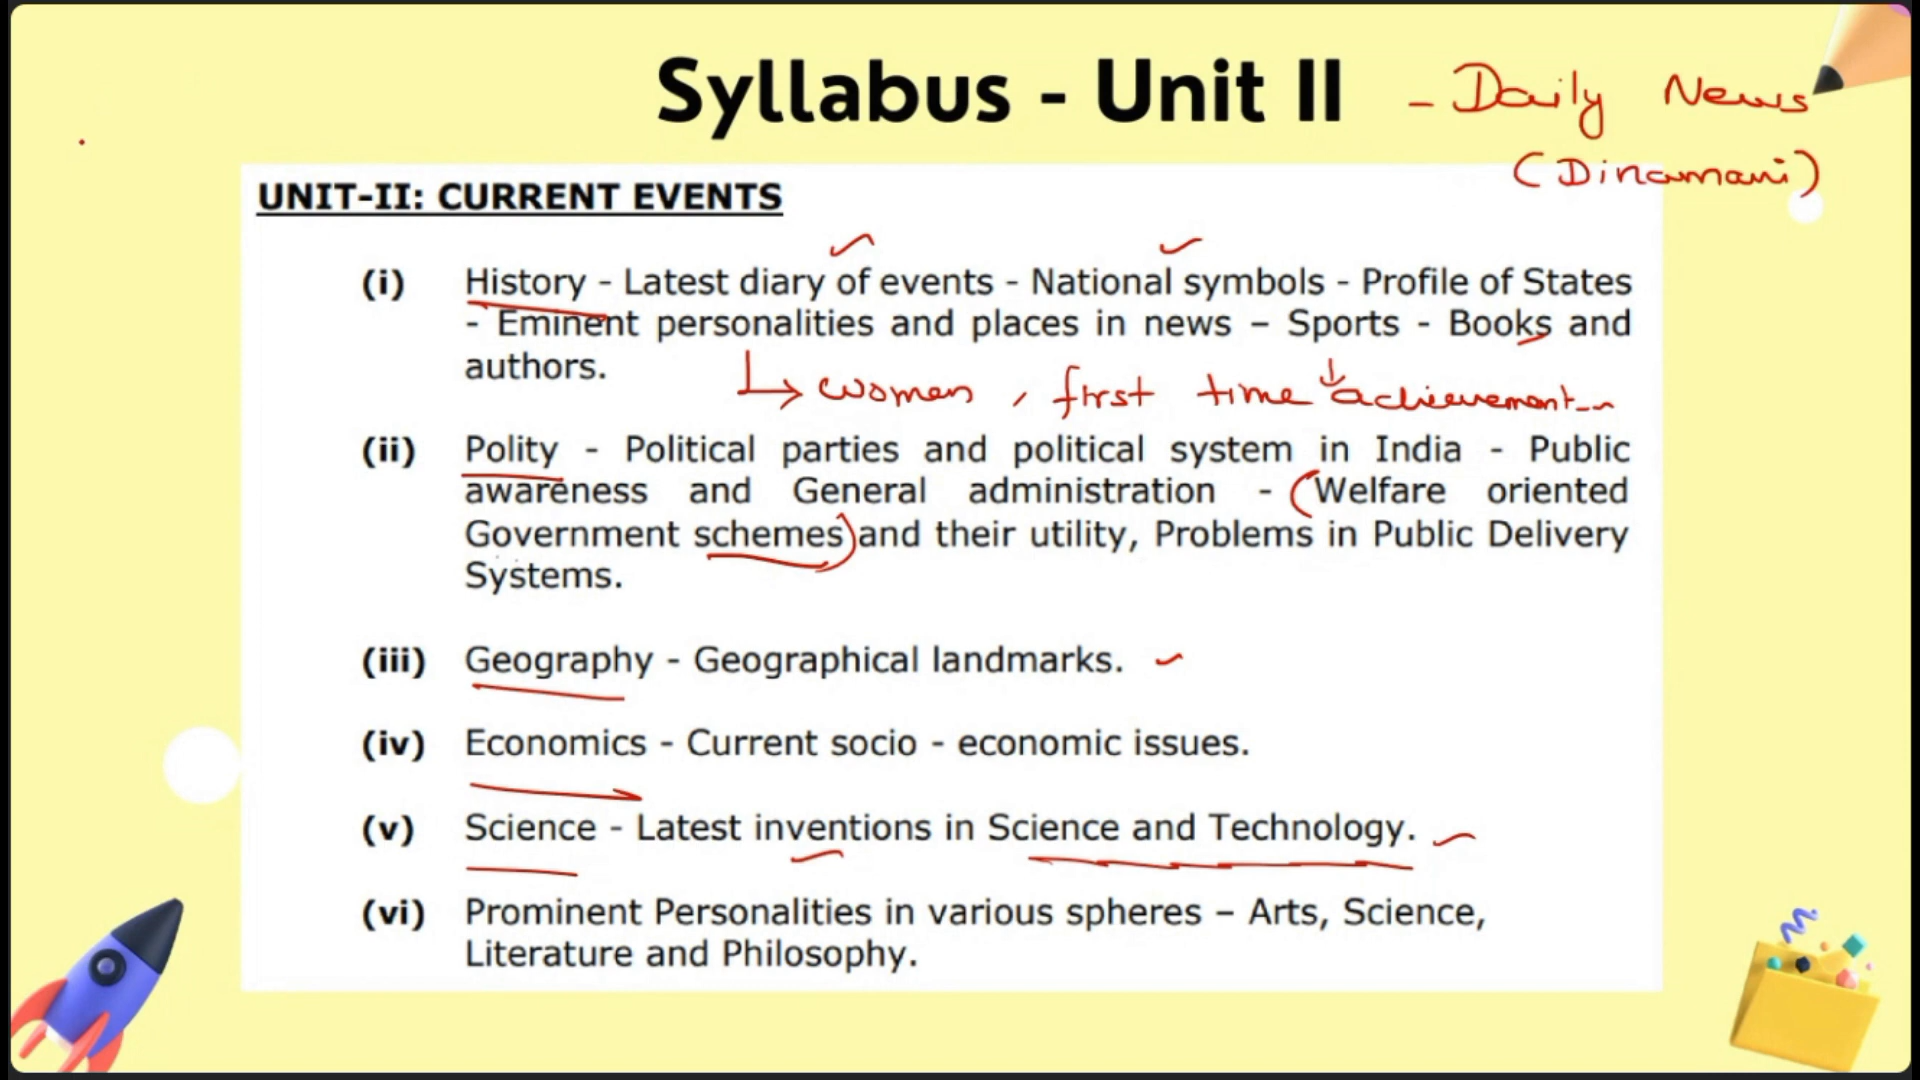 Syllabus - Unit II - Daily News
(Dinamani)
UNIT-II: CURRENT EVENTS
(i) History - Latest diary of events - National symbols - Profile of States
- Eminent personalities and places in news – Sports - Books and
authors.
women, first time achievement
(ii) Polity - Political parties and political system in India - Public
awareness and General administration - (Welfare oriented
Government schemes) and their utility, Problems in Public Delivery
Systems.
(iii) Geography - Geographical landmarks.
(iv) Economics - Current socio - economic issues.
(v) Science - Latest inventions in Science and Technology.
(vi) Prominent Personalities in various spheres – Arts, Science,
Literature and Philosophy.